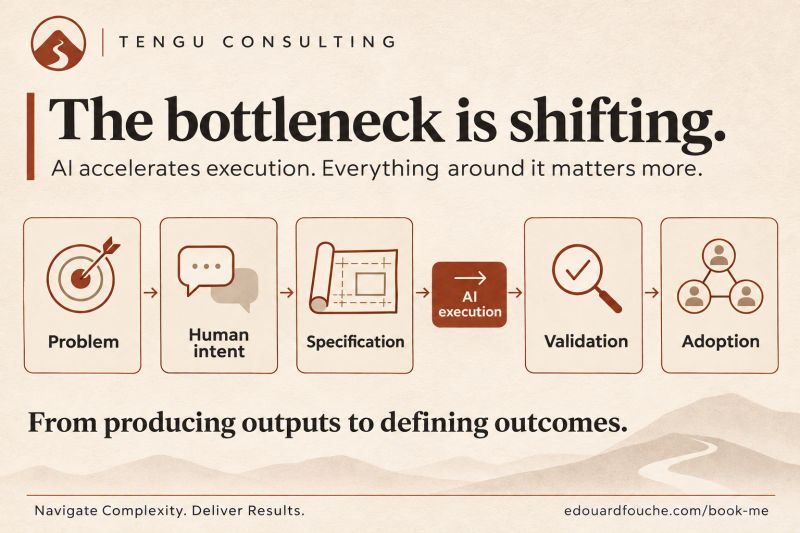 TENGU CONSULTING
The bottleneck is shifting.
AI accelerates execution. Everything around it matters more.
Problem
Human
intent
Specification
AI
execution
Validation
Adoption
From producing outputs to defining outcomes.
Navigate Complexity. Deliver Results.
edouardfouche.com/book-me